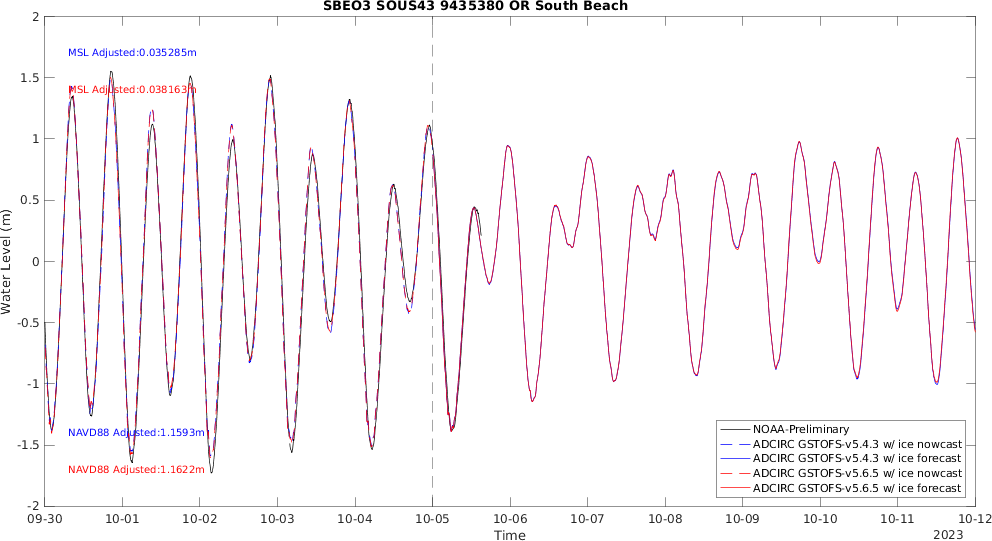 SBEO3 SOUS43 9435380 OR South Beach
2
1.5
1
0.5
0
-0.5
-1
-1.5
-2
Water Level (m)
MSL Adjusted:0.035285m
MSL Adjusted:0.038163m
NAVD88 Adjusted:1.1593m
NAVD88 Adjusted:1.1622m
NOAA-Preliminary
ADCIRC GSTOFS-v5.4.3 w/ ice nowcast
ADCIRC GSTOFS-v5.4.3 w/ ice forecast
ADCIRC GSTOFS-v5.6.5 w/ ice nowcast
ADCIRC GSTOFS-v5.6.5 w/ ice forecast
09-30 10-01 10-02 10-03 10-04 10-05 10-06 10-07 10-08 10-09 10-10 10-11 10-12
Time
2023